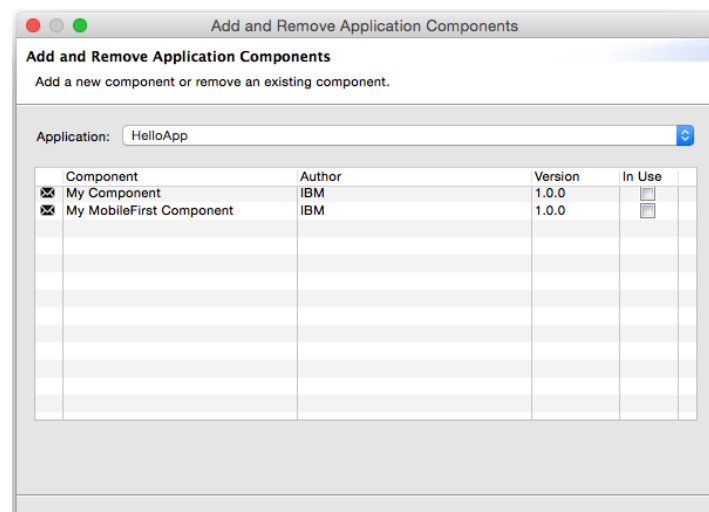 Add and Remove Application Components
Add and Remove Application Components
Add a new component or remove an existing component.
Application: HelloApp
Component Author Version In Use
My Component IBM 1.0.0
My MobileFirst Component IBM 1.0.0